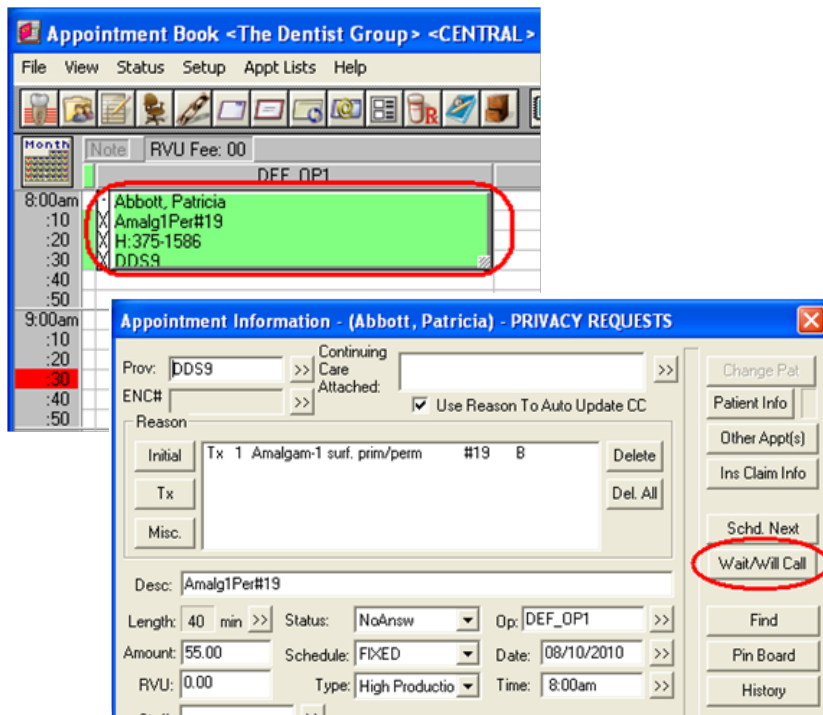 Appointment Book <The Dentist Group> <CENTRAL>
File View Status Setup Appt Lists Help
Month
Note RVU Fee: 00
DEF_OP1
8:00am Abbott, Patricia
:10 X Amalg1Per#19
:20 X H:375-1586
:30 X DDS9
:40
:50
9:00am
:10
:20
:30
:40
:50
Appointment Information - (Abbott, Patricia) - PRIVACY REQUESTS
Prov: DDS9 >> Continuing Care Attached: >> Change Pat
ENC# >> Use Reason To Auto Update CC Patient Info
Reason Other Appt(s)
Initial Tx 1 Amalgam-1 surf. prim/perm #19 B Delete Ins Claim Info
Tx Del. All
Misc. Schd. Next
Wait/Will Call
Desc: Amalg1Per#19
Length: 40 min >> Status: NoAnsw Op: DEF_OP1 >> Find
Amount: 55.00 Schedule: FIXED Date: 08/10/2010 >> Pin Board
RVU: 0.00 Type: High Productio Time: 8:00am >> History
>>